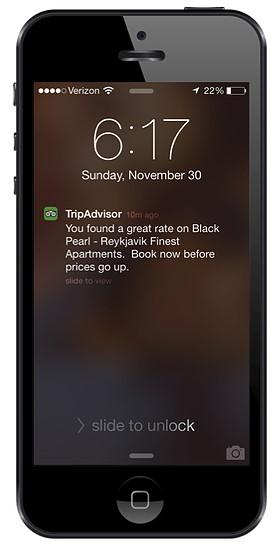 Verizon 22%
6:17
Sunday, November 30
TripAdvisor 10m ago
You found a great rate on Black
Pearl - Reykjavik Finest
Apartments. Book now before
prices go up.
slide to view
slide to unlock